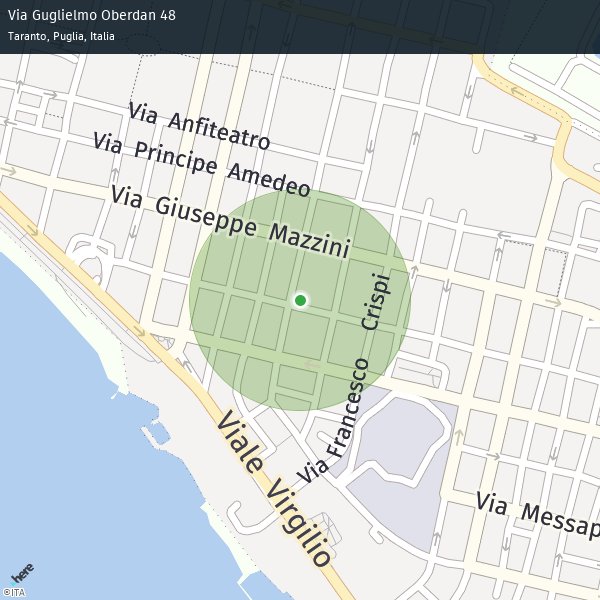 Via Guglielmo Oberdan 48
Taranto, Puglia, Italia
Via Anfiteatro
Via Principe Amedeo
Via Giuseppe Mazzini
Via Francesco Crispi
Viale Virgilio
Via Messap
here
©ITA